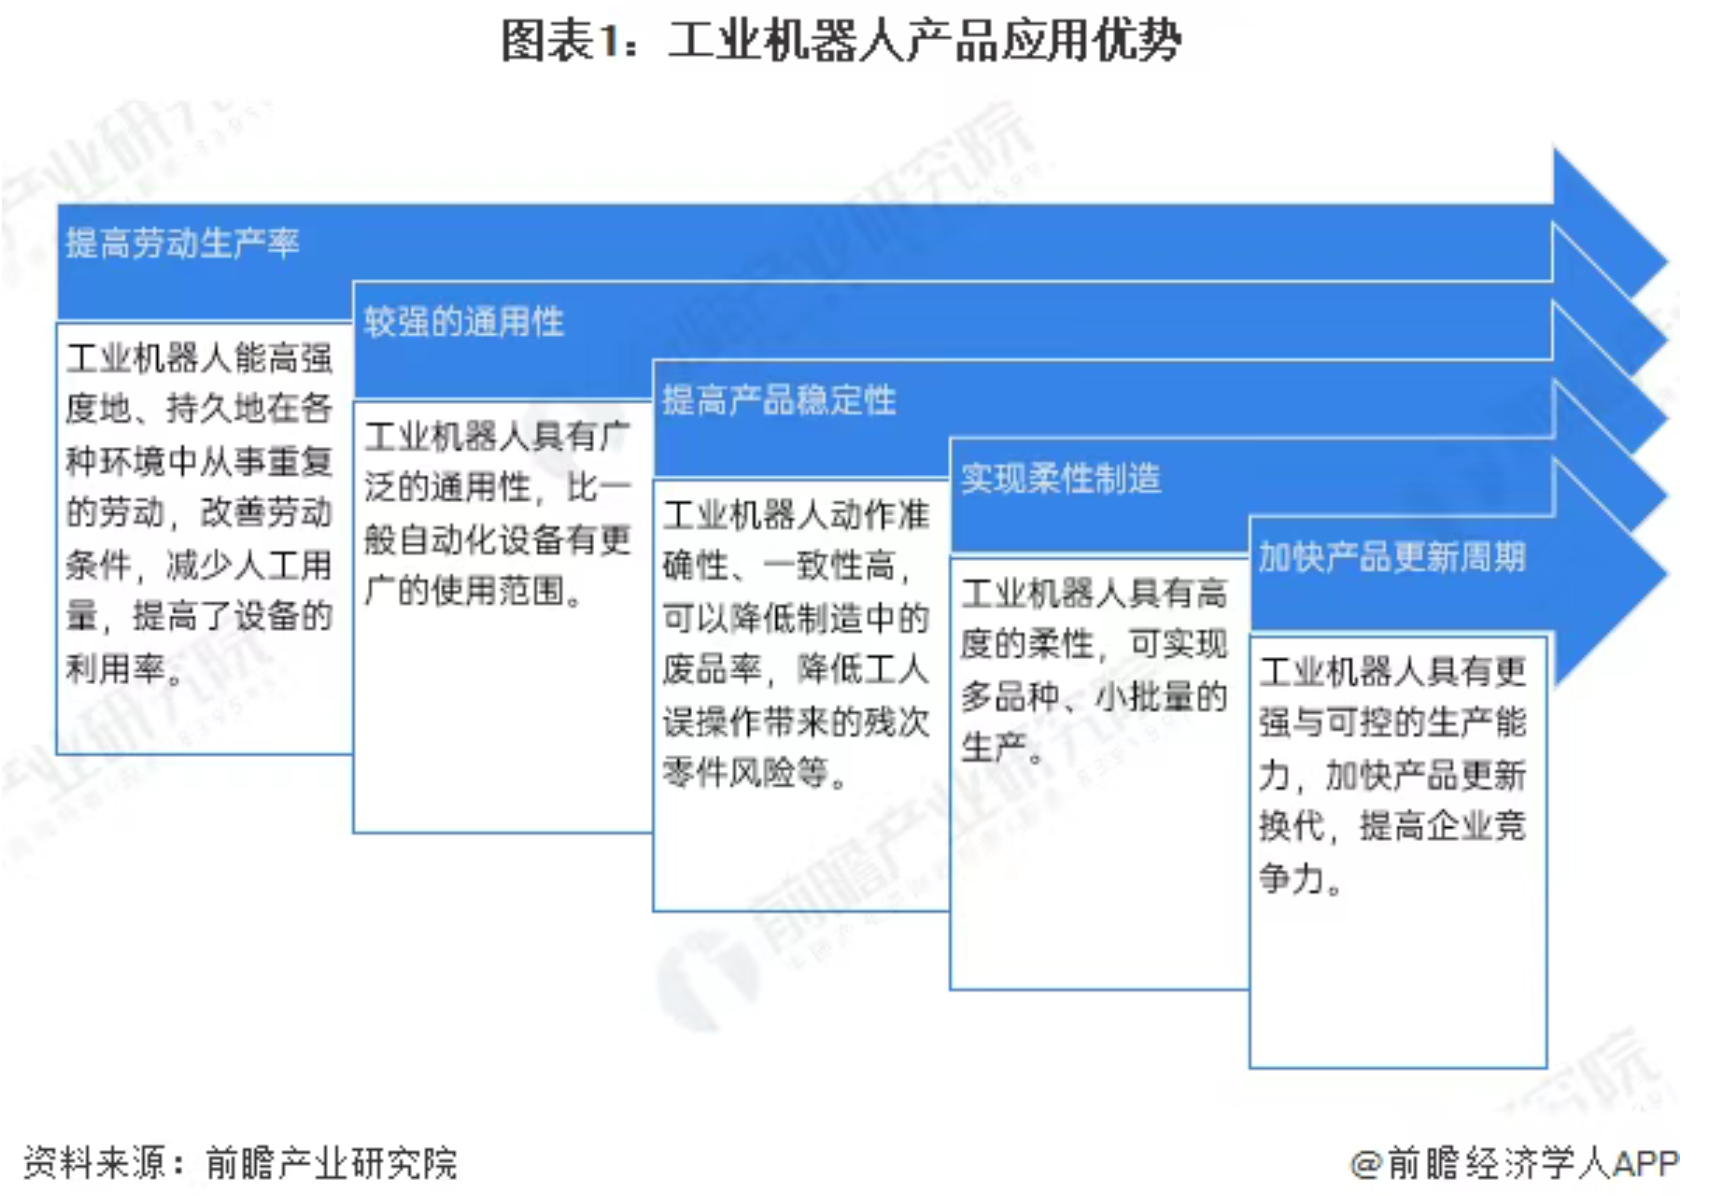 图表1：工业机器人产品应用优势
提高劳动生产率
工业机器人能高强
度地、持久地在各
种环境中从事重复
的劳动，改善劳动
条件，减少人工用
量，提高了设备的
利用率。
较强的通用性
工业机器人具有广
泛的通用性，比一
般自动化设备有更
广的使用范围。
提高产品稳定性
工业机器人动作准
确性、一致性高，
可以降低制造中的
废品率，降低工人
误操作带来的残次
零件风险等。
实现柔性制造
工业机器人具有高
度的柔性，可实现
多品种、小批量的
生产。
加快产品更新周期
工业机器人具有更
强与可控的生产能
力，加快产品更新
换代，提高企业竞
争力。
前瞻产业研究院
资料来源：前瞻产业研究院
@前瞻经济学人APP